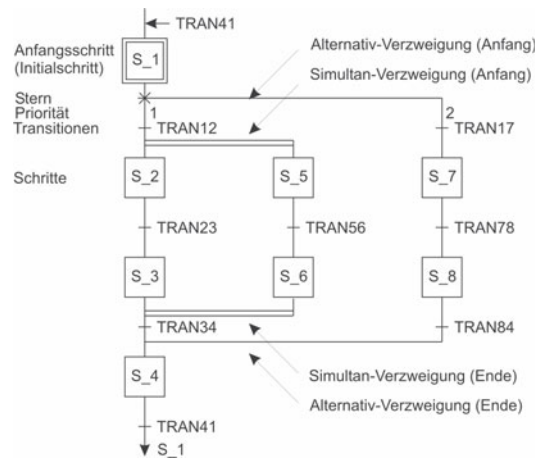 TRAN41
Anfangsschritt
(Initialschritt)
S_1
Alternativ-Verzweigung (Anfang)
Simultan-Verzweigung (Anfang)
Stern
Priorität
1
2
Transitionen
TRAN12
TRAN17
Schritte
S_2
S_5
S_7
TRAN23
TRAN56
TRAN78
S_3
S_6
S_8
TRAN34
TRAN84
S_4
Simultan-Verzweigung (Ende)
Alternativ-Verzweigung (Ende)
TRAN41
S_1